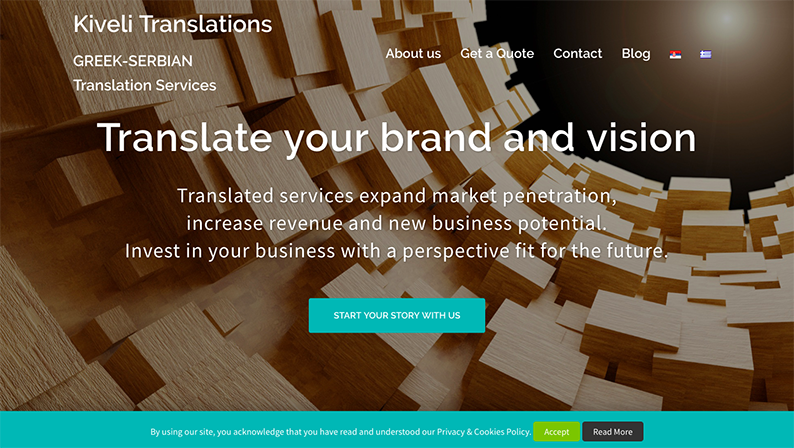 Kiveli Translations
GREEK-SERBIAN
Translation Services
About us Get a Quote Contact Blog
Translate your brand and vision
Translated services expand market penetration,
increase revenue and new business potential.
Invest in your business with a perspective fit for the future.
START YOUR STORY WITH US
By using our site, you acknowledge that you have read and understood our Privacy & Cookies Policy. Accept Read More